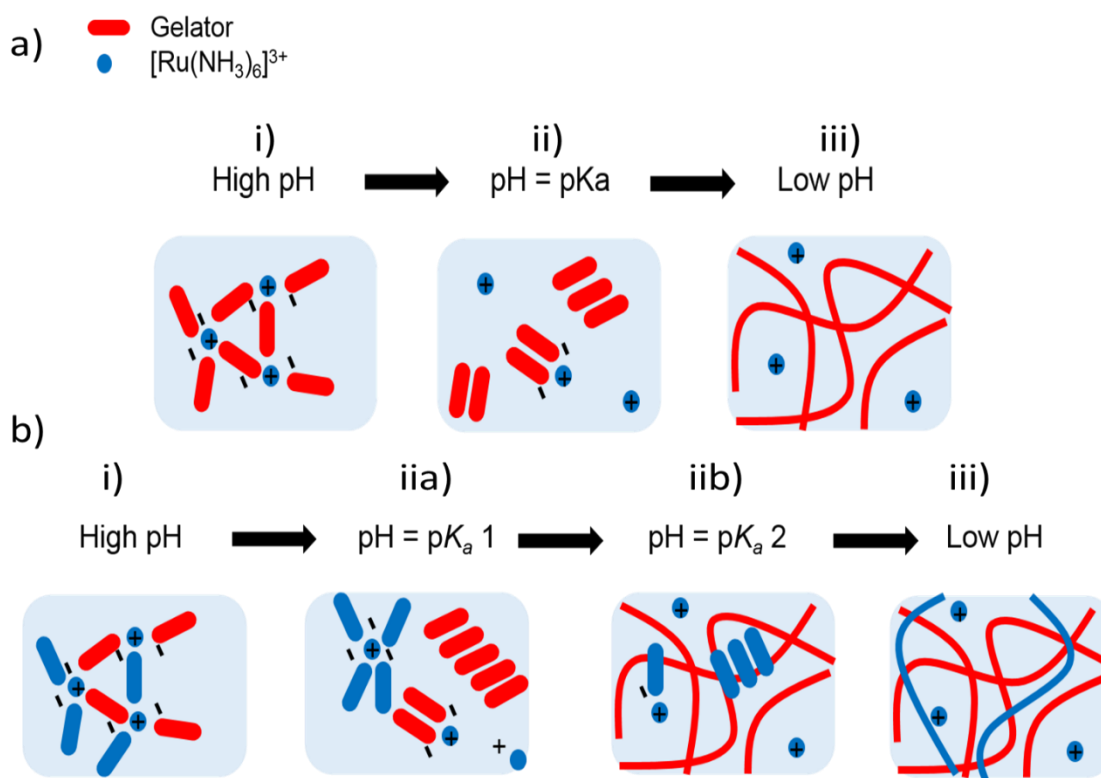 a)
Gelator
[Ru(NH₃)₆]³⁺
i) ii) iii)
High pH pH = pKa Low pH
+ + + + + + + + +
b)
i) iia) iib) iii)
High pH pH = pKₐ 1 pH = pKₐ 2 Low pH
+ + + + + + + + + + + +